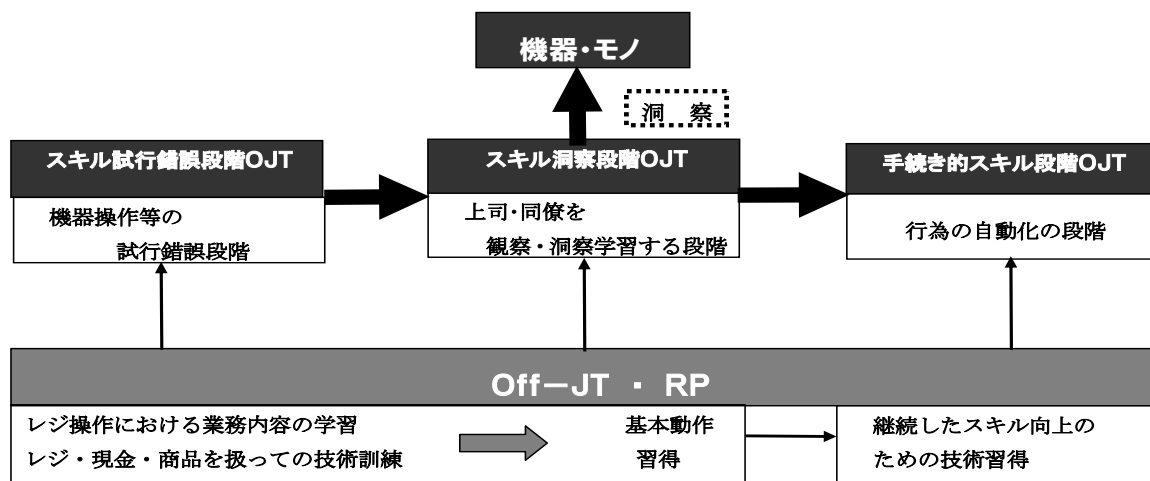 機器・モノ
洞 察
スキル試行錯誤段階OJT
機器操作等の
試行錯誤段階
スキル洞察段階OJT
上司・同僚を
観察・洞察学習する段階
手続き的スキル段階OJT
行為の自動化の段階
Off－JT ・ RP
レジ操作における業務内容の学習
レジ・現金・商品を扱っての技術訓練
基本動作
習得
継続したスキル向上の
ための技術習得